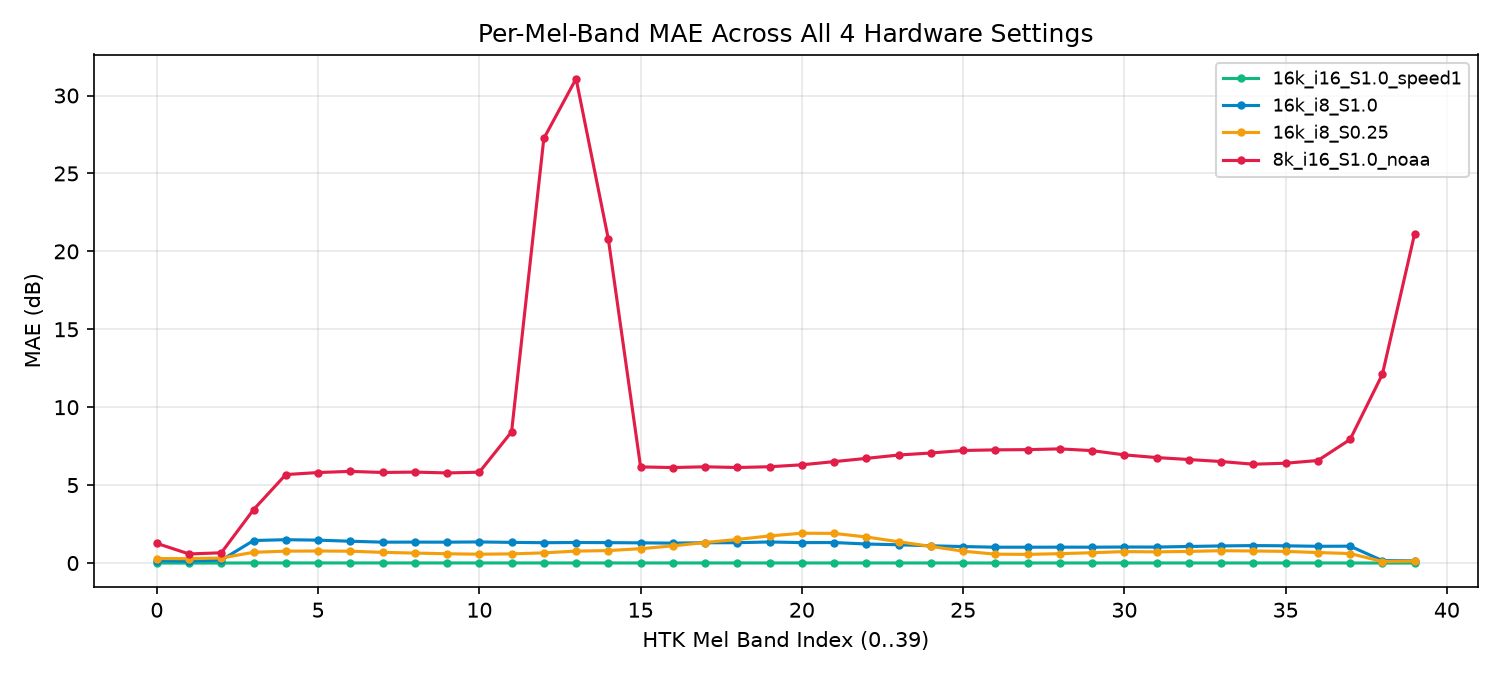 Per-Mel-Band MAE Across All 4 Hardware Settings
16k_i16_S1.0_speed1
16k_i8_S1.0
16k_i8_S0.25
8k_i16_S1.0_noaa
MAE (dB)
30
25
20
15
10
5
0
0 5 10 15 20 25 30 35 40
HTK Mel Band Index (0..39)